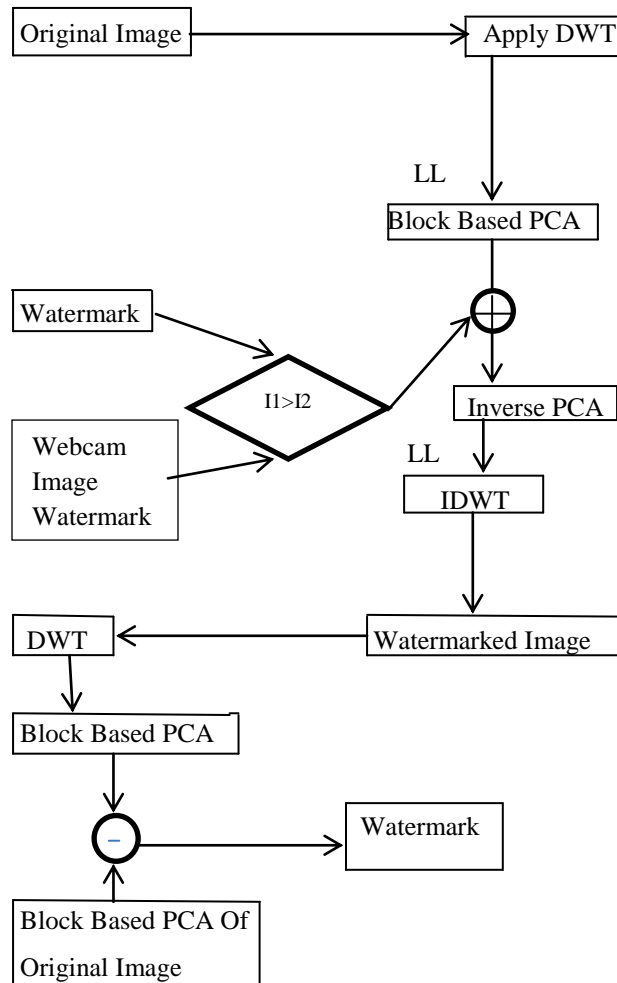 Original Image
Apply DWT
LL
Block Based PCA
Watermark
I1>I2
Inverse PCA
Webcam
Image
Watermark
LL
IDWT
DWT
Watermarked Image
Block Based PCA
-
Watermark
Block Based PCA Of
Original Image